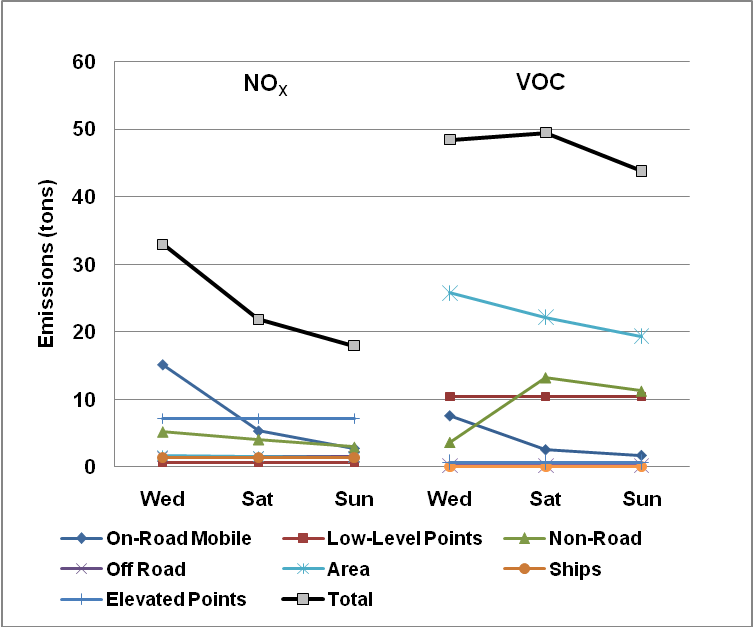 60
50
40
30
20
10
0
Emissions (tons)
NOX
VOC
Wed Sat Sun Wed Sat Sun
On-Road Mobile Low-Level Points Non-Road
Off Road Area Ships
Elevated Points Total